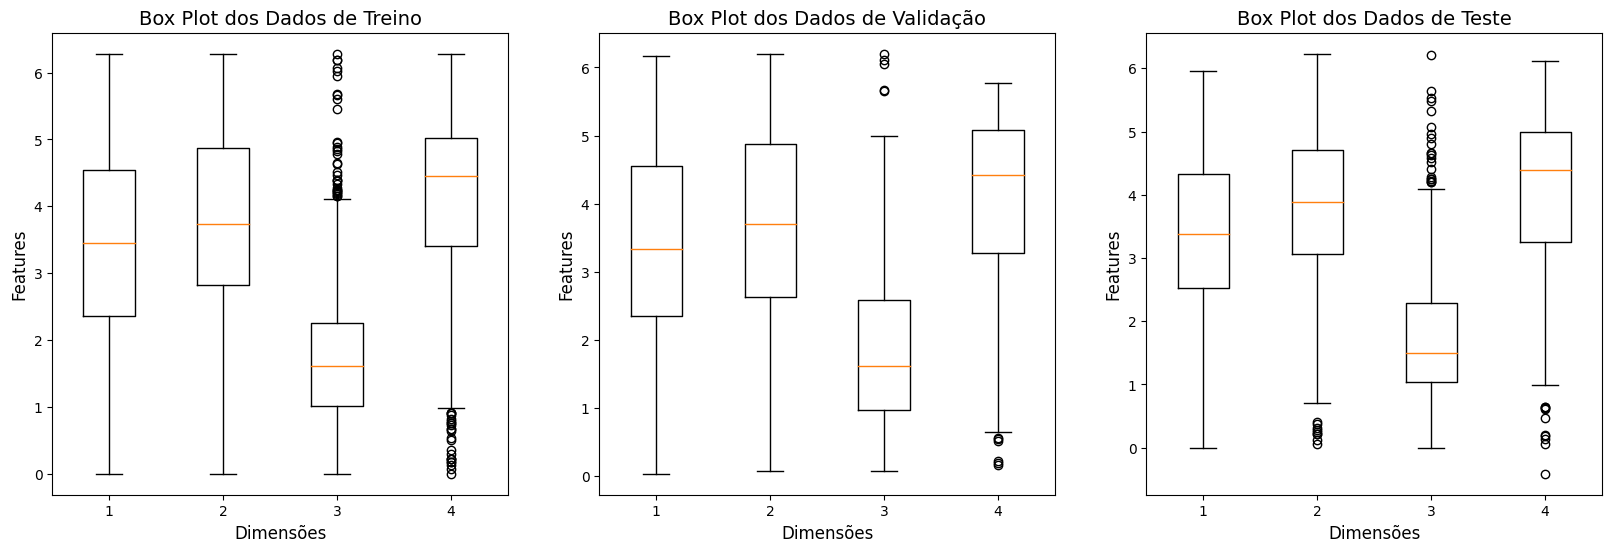 Box Plot dos Dados de Treino
Features
6
5
4
3
2
1
0
1 2 3 4
Dimensões
Box Plot dos Dados de Validação
Features
6
5
4
3
2
1
0
1 2 3 4
Dimensões
Box Plot dos Dados de Teste
Features
6
5
4
3
2
1
0
1 2 3 4
Dimensões